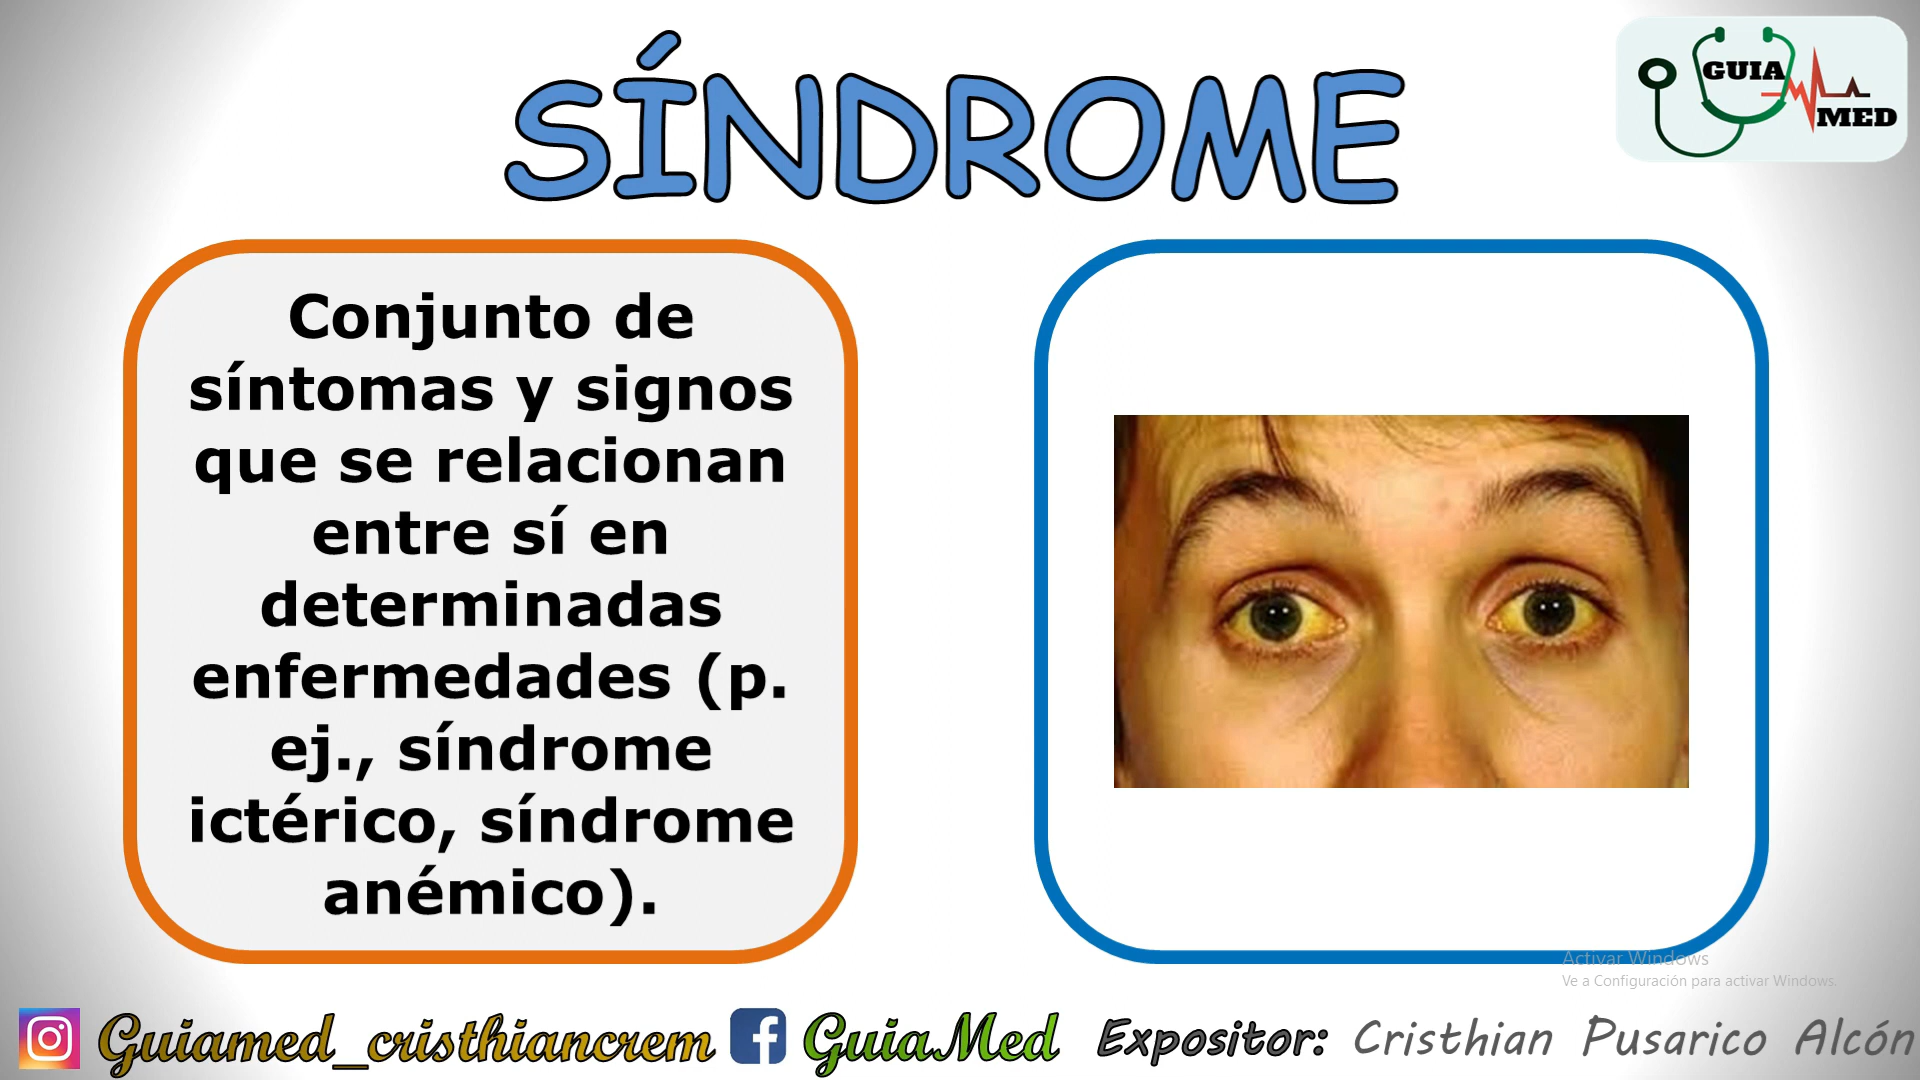 SÍNDROME
GUIA
MED
Conjunto de
síntomas y signos
que se relacionan
entre sí en
determinadas
enfermedades (p.
ej., síndrome
ictérico, síndrome
anémico).
Activar Windows
Ve a Configuración para activar Windows.
Guiamed_cristhiancrem GuiaMed Expositor: Cristhian Pusarico Alcón